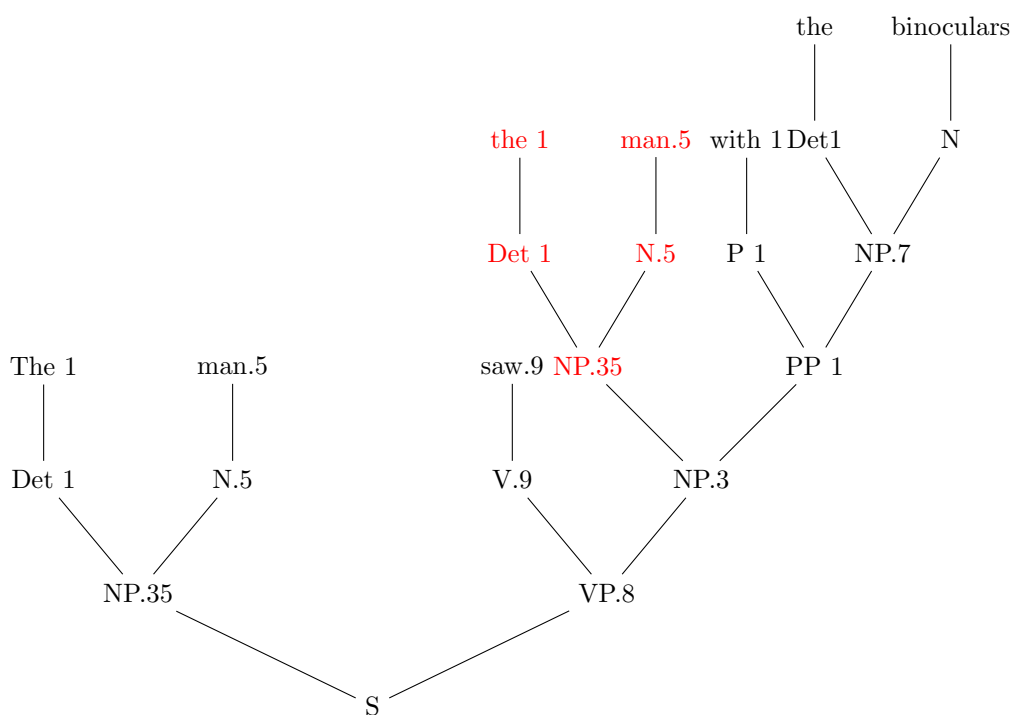 the binoculars
the 1 man.5 with 1 Det1 N
Det 1 N.5 P 1 NP.7
The 1 man.5 saw.9 NP.35 PP 1
Det 1 N.5 V.9 NP.3
NP.35 VP.8
S